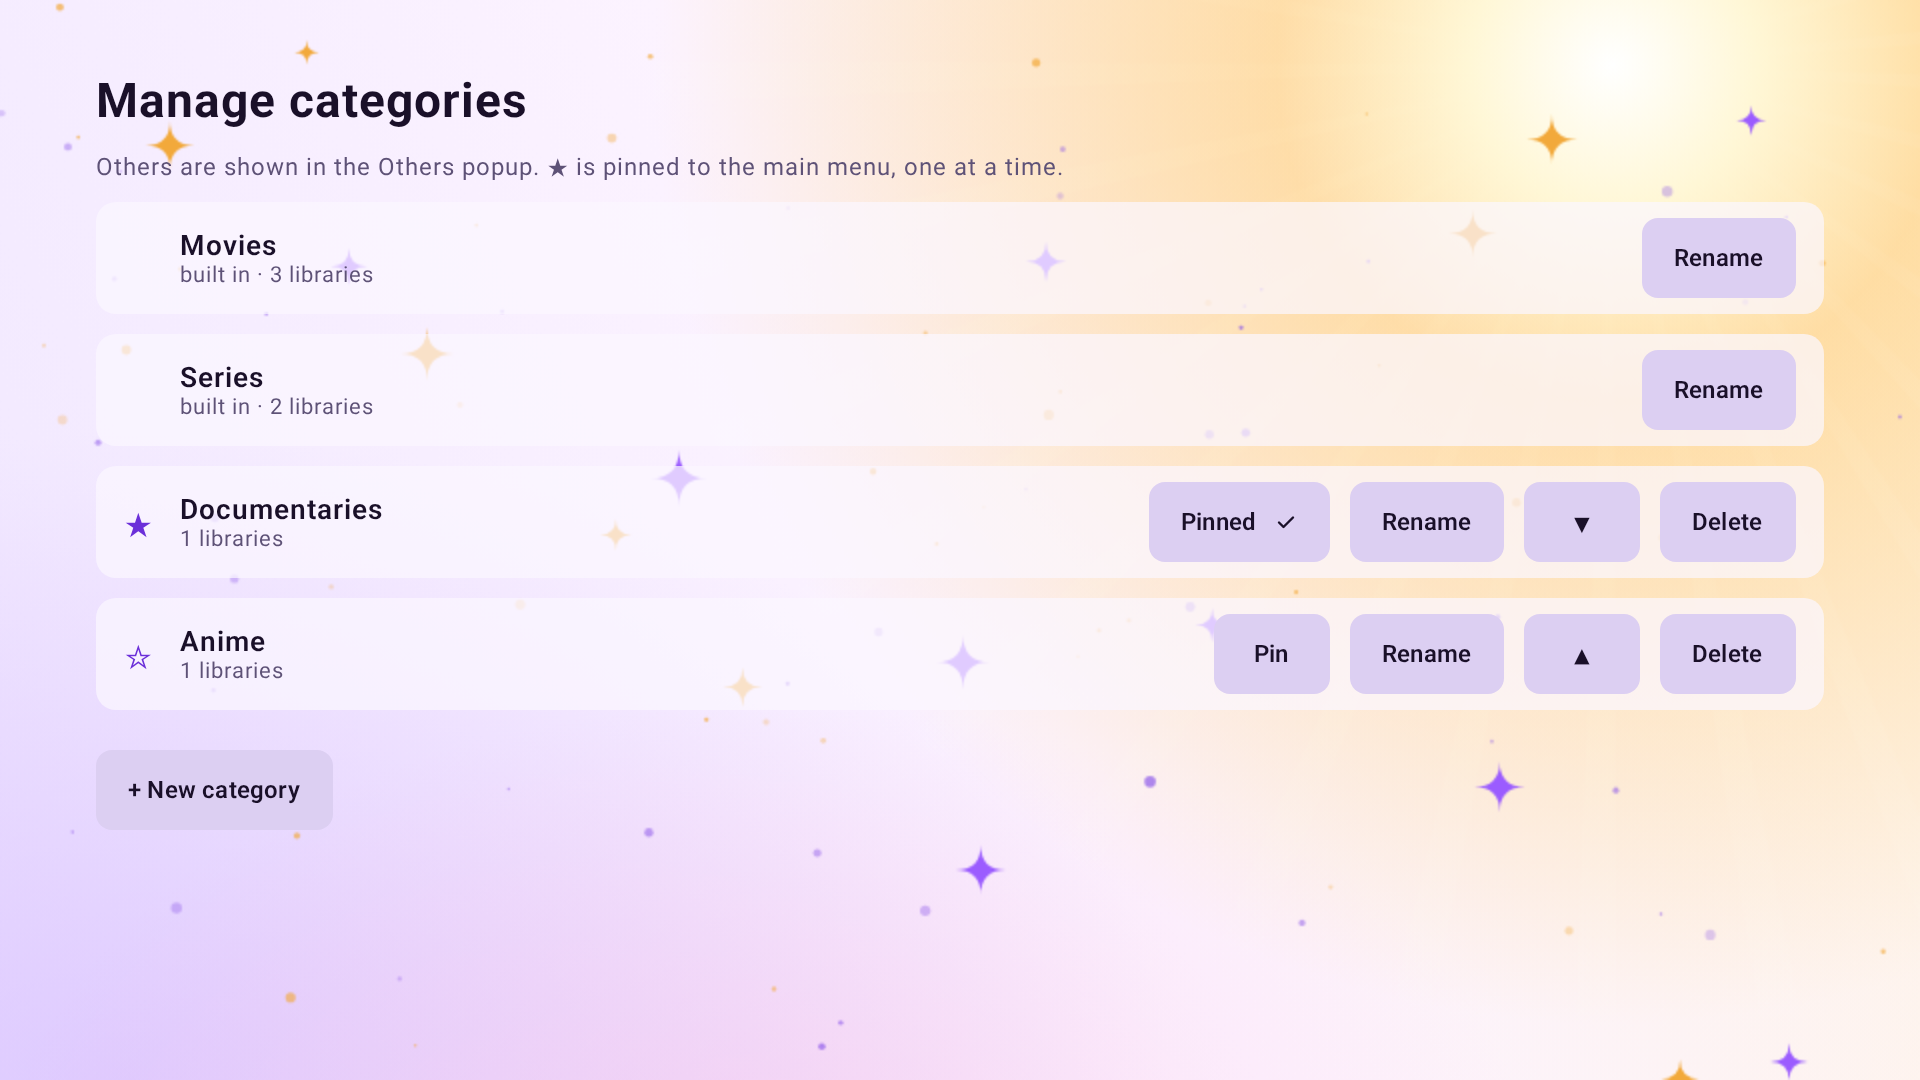 Manage categories
Others are shown in the Others popup. ★ is pinned to the main menu, one at a time.
Movies
built in · 3 libraries
Rename
Series
built in · 2 libraries
Rename
★ Documentaries
1 libraries
Pinned ✓ Rename ▼ Delete
☆ Anime
1 libraries
Pin Rename ▲ Delete
+ New category